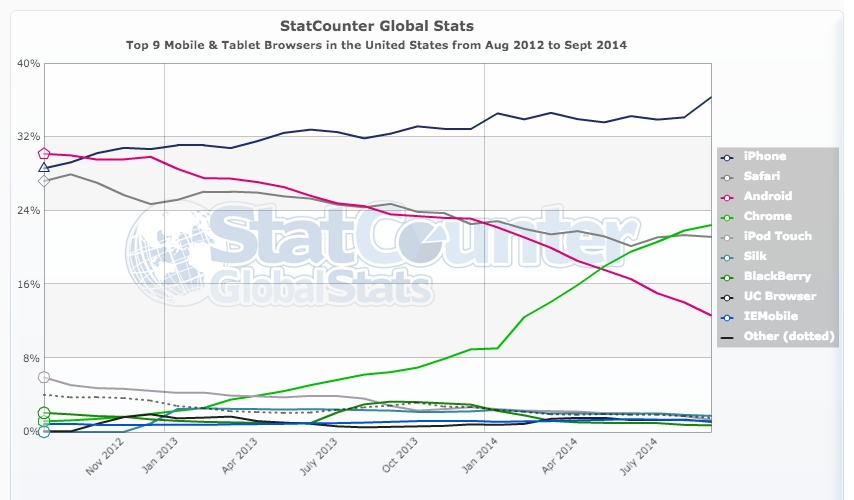 StatCounter Global Stats
Top 9 Mobile & Tablet Browsers in the United States from Aug 2012 to Sept 2014
40%
32%
24%
16%
8%
0%
Nov 2012
Jan 2013
Apr 2013
July 2013
Oct 2013
Jan 2014
Apr 2014
July 2014
iPhone
Safari
Android
Chrome
iPod Touch
Silk
BlackBerry
UC Browser
IEMobile
Other (dotted)
StatCounter
GlobalStats